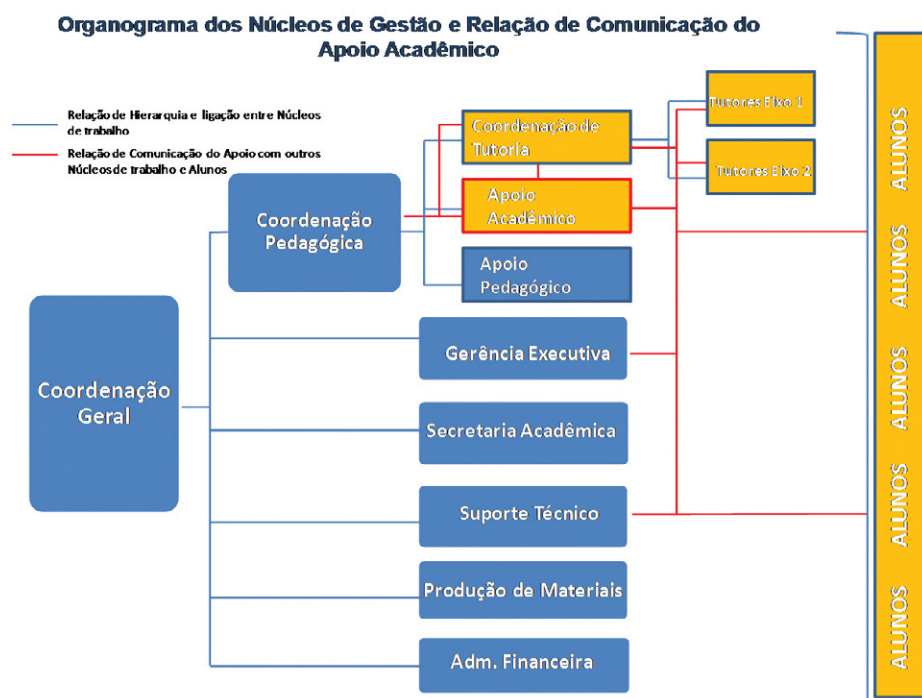 Organograma dos Núcleos de Gestão e Relação de Comunicação do
Apoio Acadêmico
Relação de Hierarquia e ligação entre Núcleos
de trabalho
Relação de Comunicação do Apoio com outros
Núcleos de trabalho e Alunos
Coordenação de
Tutoria
Tutores Eixo 1
Tutores Eixo 2
Apoio
Acadêmico
Coordenação
Pedagógica
Apoio
Pedagógico
Gerência Executiva
Coordenação
Geral
Secretaria Acadêmica
Suporte Técnico
Produção de Materiais
Adm. Financeira
ALUNOS
ALUNOS
ALUNOS
ALUNOS
ALUNOS